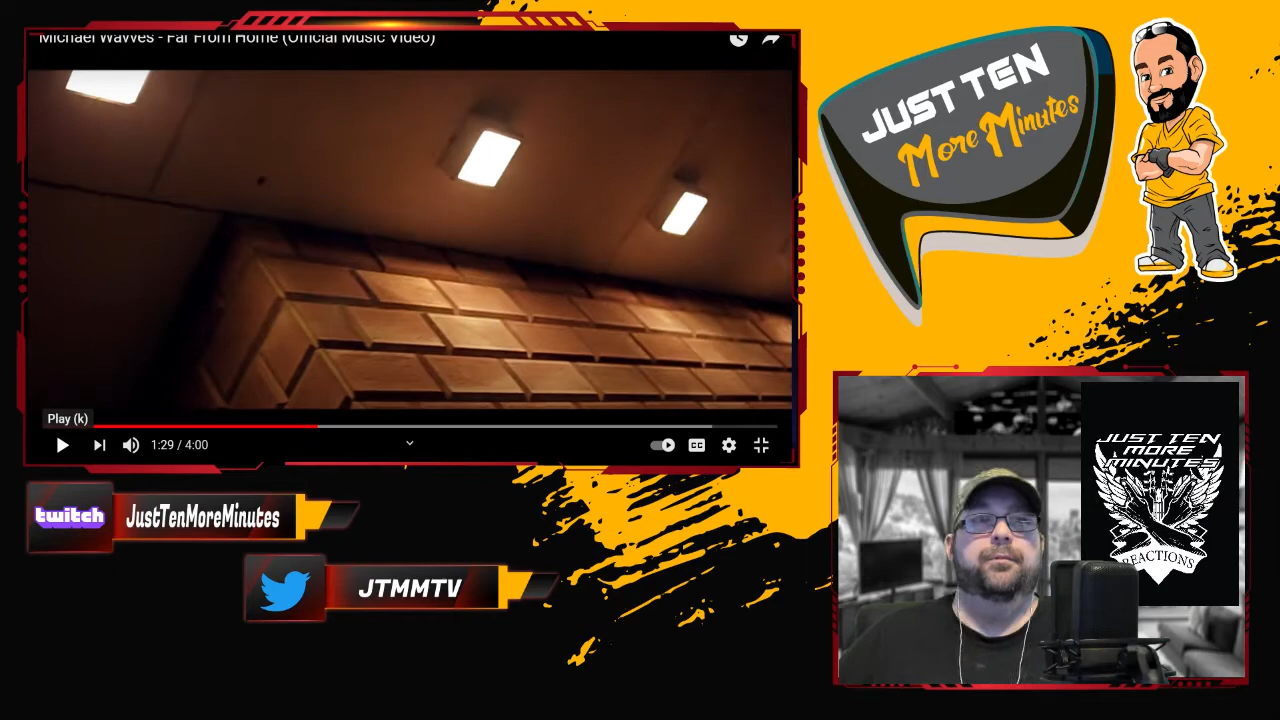 Michael Wavves - Far From Home (Official Music Video)
JUST TEN
More Minutes
Play (k)
1:29 / 4:00
CC
JUST TEN
MORE
MINUTES
REACTIONS
twitch
JustTenMoreMinutes
JTMMTV